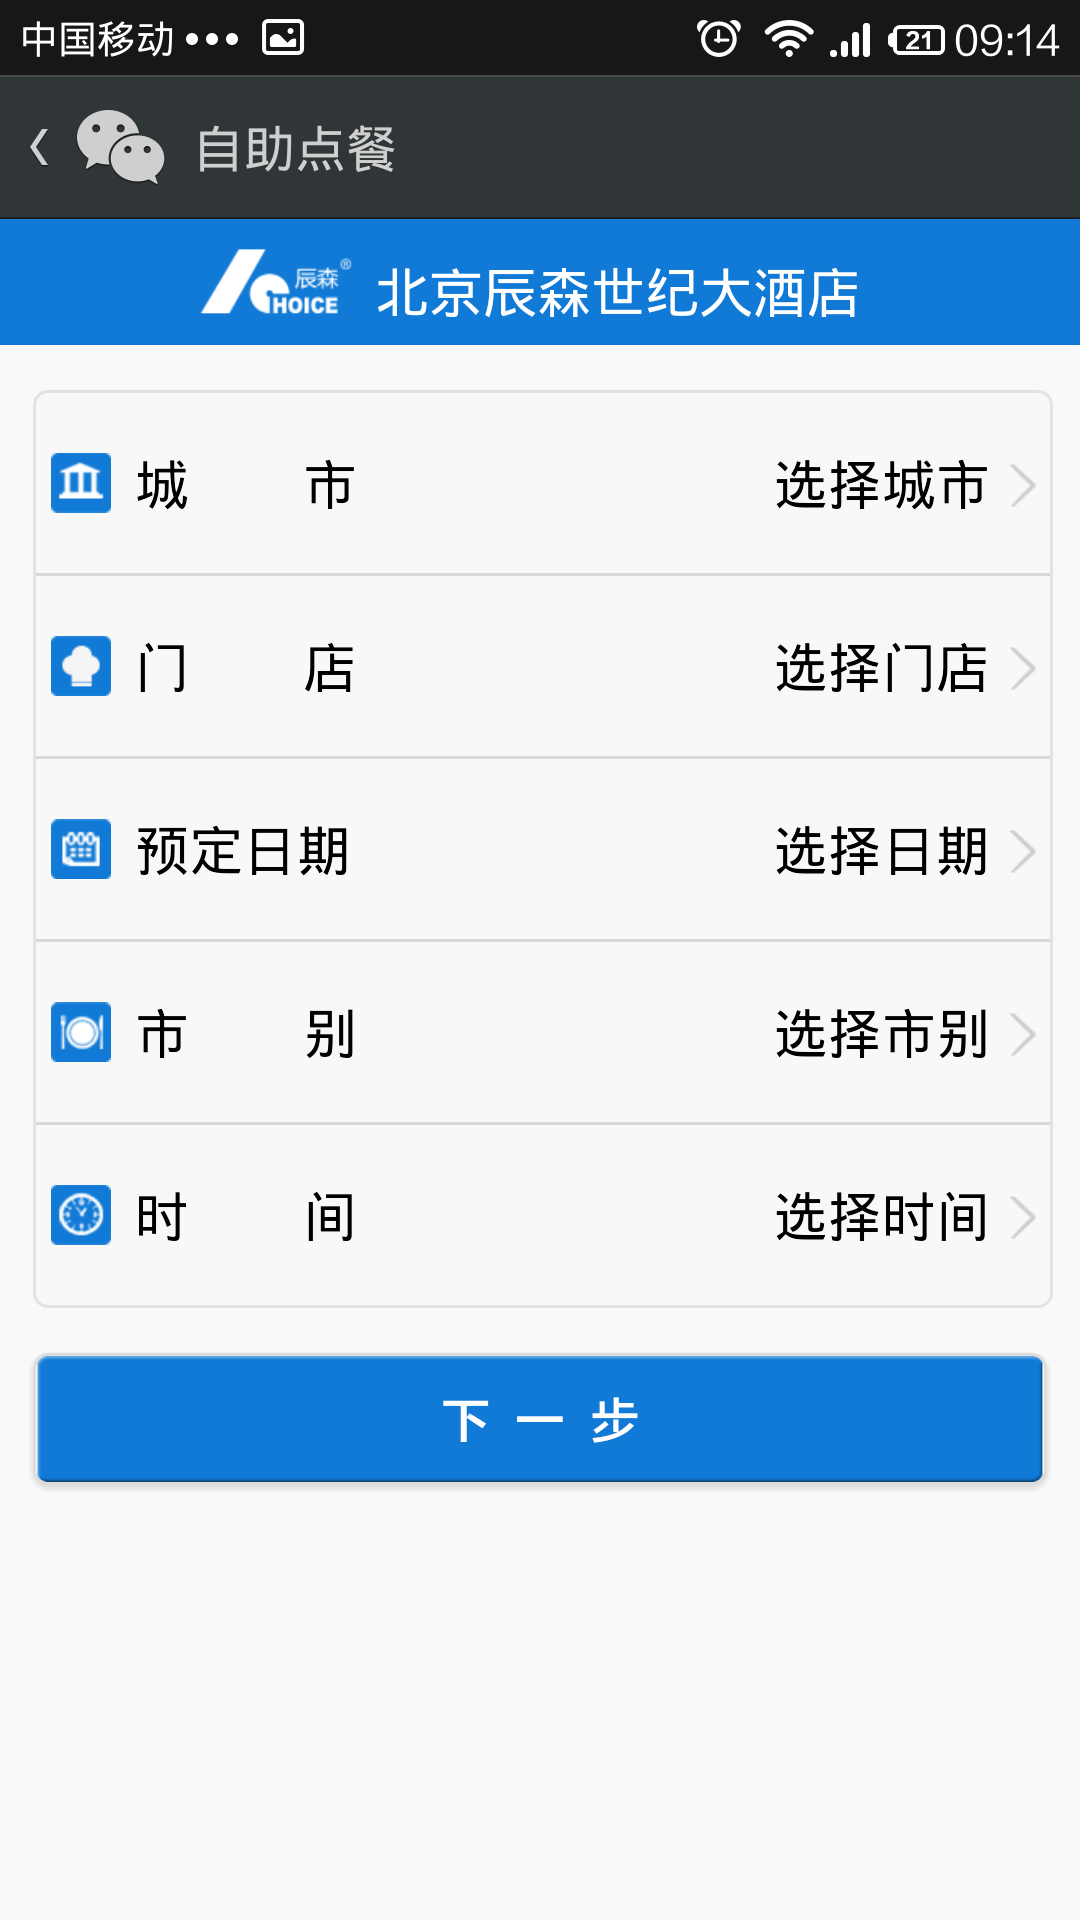 中国移动 ••• 21 09:14
自助点餐
辰森® CHOICE 北京辰森世纪大酒店
城 市 选择城市
门 店 选择门店
预定日期 选择日期
市 别 选择市别
时 间 选择时间
下 一 步